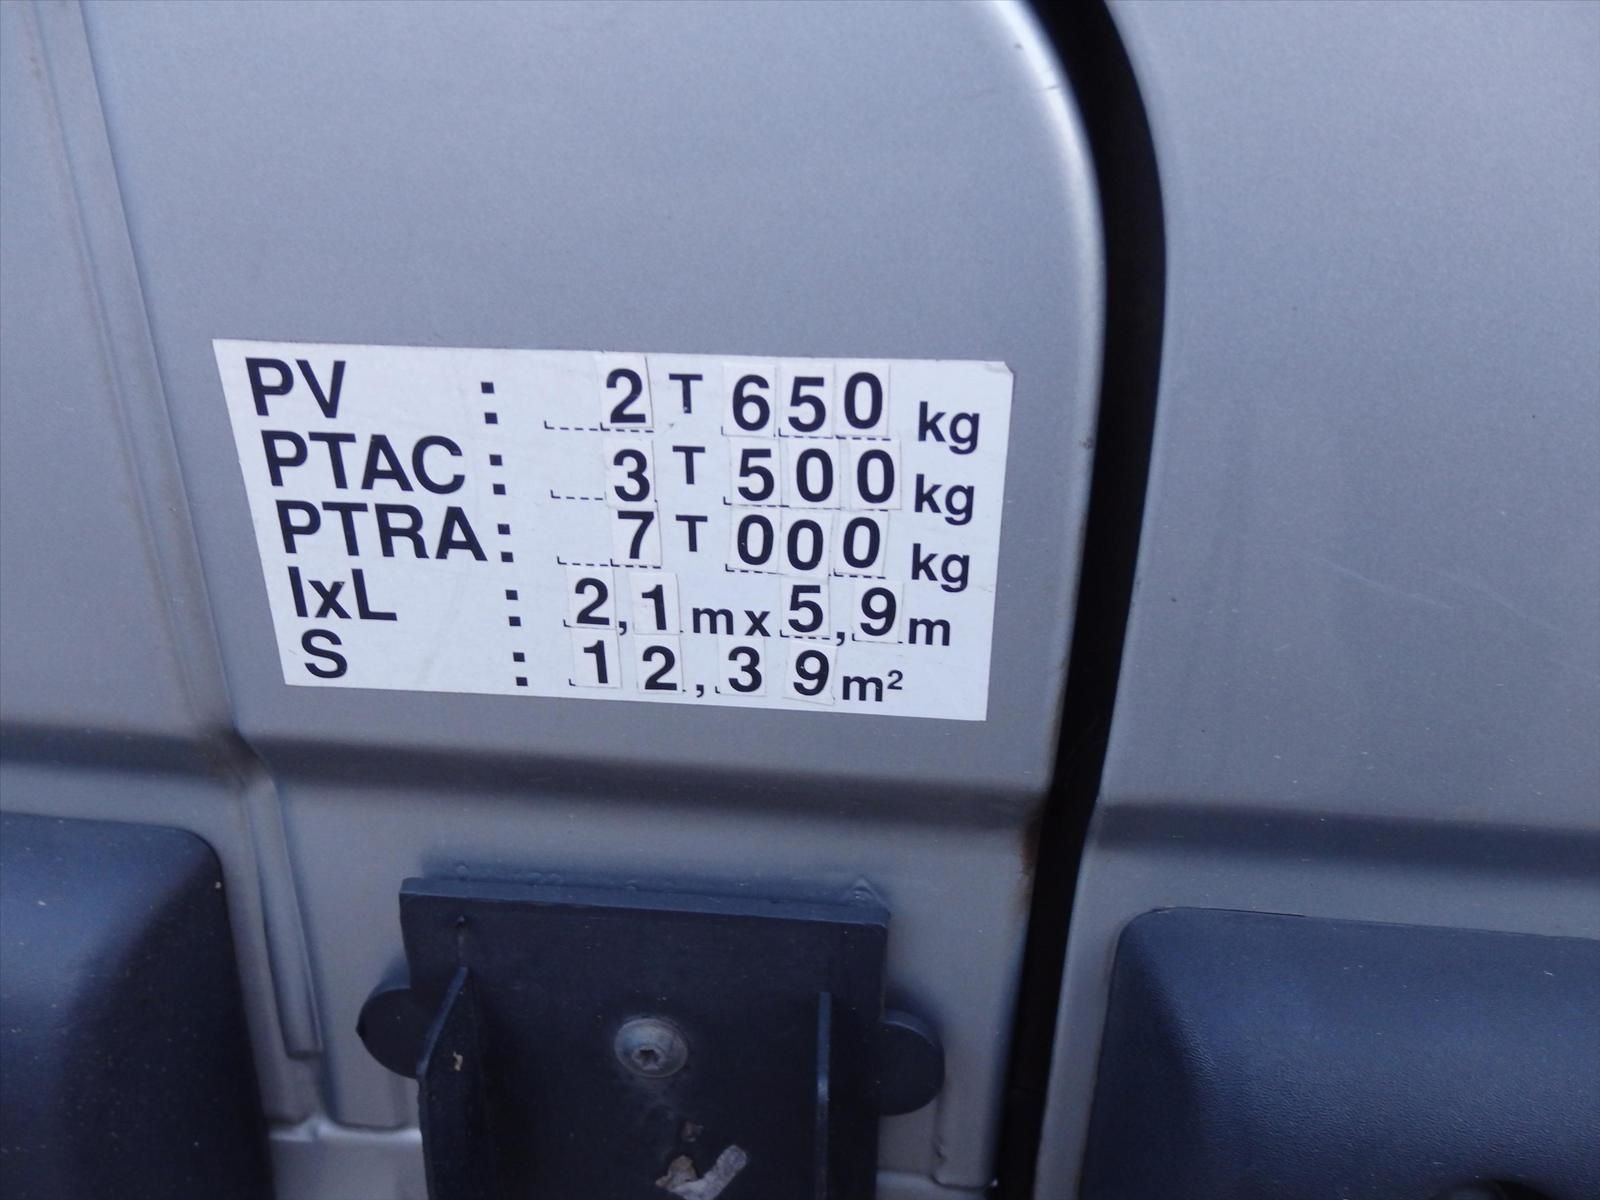 PV : 2 T 650 kg
PTAC : 3 T 500 kg
PTRA : 7 T 000 kg
lxL : 2,1 m x 5,9 m
S : 12,39 m²